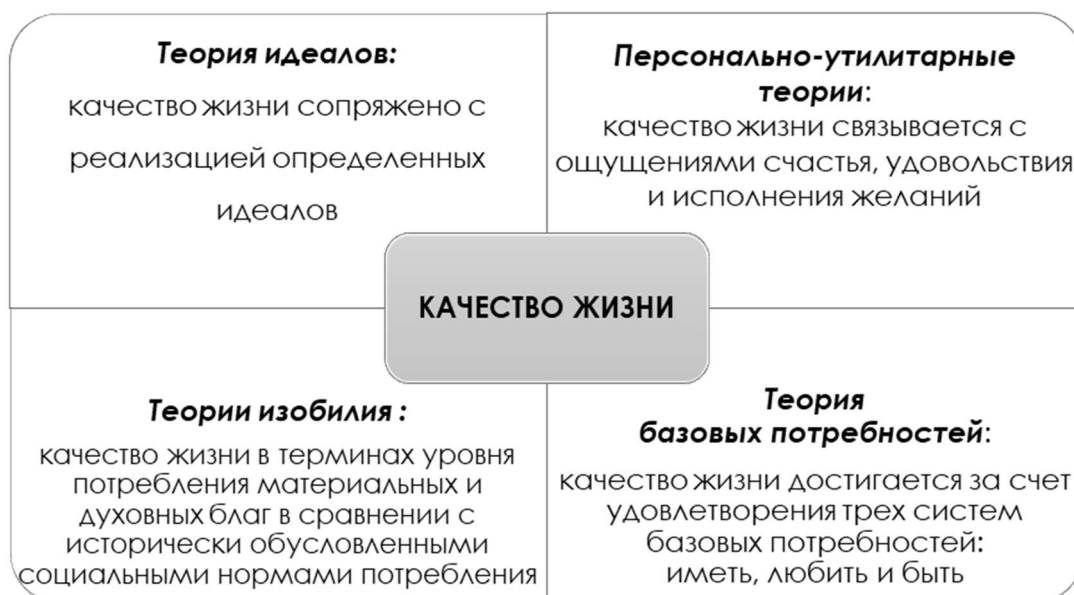 Теория идеалов:
качество жизни сопряжено с
реализацией определенных
идеалов
Персонально-утилитарные
теории:
качество жизни связывается с
ощущениями счастья, удовольствия
и исполнения желаний
КАЧЕСТВО ЖИЗНИ
Теории изобилия :
качество жизни в терминах уровня
потребления материальных и
духовных благ в сравнении с
исторически обусловленными
социальными нормами потребления
Теория
базовых потребностей:
качество жизни достигается за счет
удовлетворения трех систем
базовых потребностей:
иметь, любить и быть